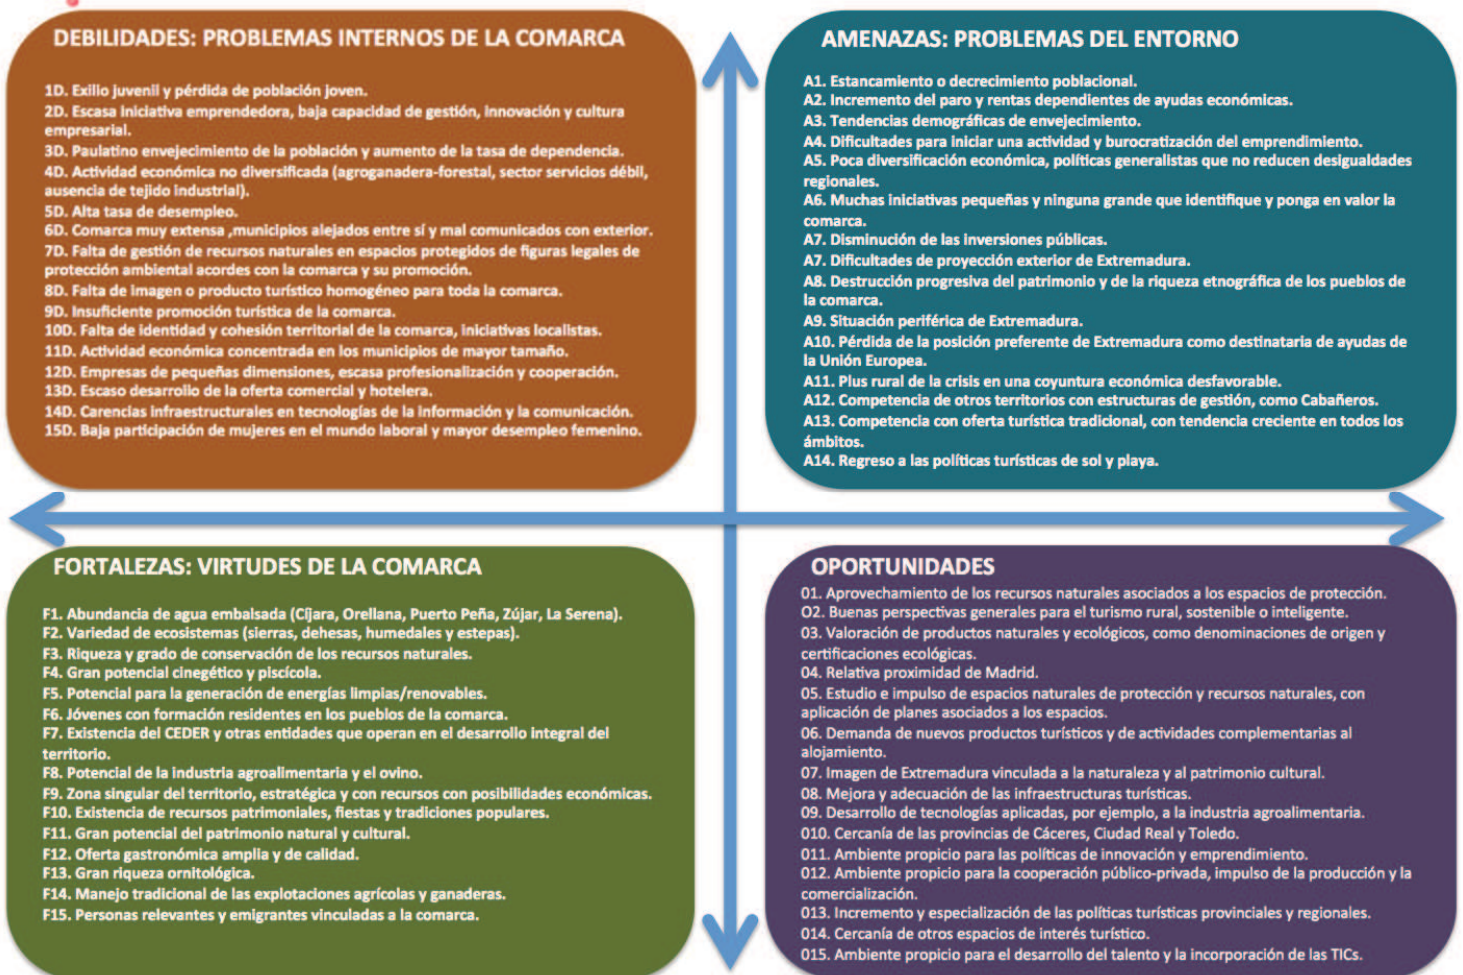 DEBILIDADES: PROBLEMAS INTERNOS DE LA COMARCA
1D. Exilio juvenil y pérdida de población joven.
2D. Escasa iniciativa emprendedora, baja capacidad de gestión, innovación y cultura
empresarial.
3D. Paulatino envejecimiento de la población y aumento de la tasa de dependencia.
4D. Actividad económica no diversificada (agroganadera-forestal, sector servicios débil,
ausencia de tejido industrial).
5D. Alta tasa de desempleo.
6D. Comarca muy extensa ,municipios alejados entre sí y mal comunicados con exterior.
7D. Falta de gestión de recursos naturales en espacios protegidos de figuras legales de
protección ambiental acordes con la comarca y su promoción.
8D. Falta de imagen o producto turístico homogéneo para toda la comarca.
9D. Insuficiente promoción turística de la comarca.
10D. Falta de identidad y cohesión territorial de la comarca, iniciativas localistas.
11D. Actividad económica concentrada en los municipios de mayor tamaño.
12D. Empresas de pequeñas dimensiones, escasa profesionalización y cooperación.
13D. Escaso desarrollo de la oferta comercial y hotelera.
14D. Carencias infraestructurales en tecnologías de la información y la comunicación.
15D. Baja participación de mujeres en el mundo laboral y mayor desempleo femenino.
AMENAZAS: PROBLEMAS DEL ENTORNO
A1. Estancamiento o decrecimiento poblacional.
A2. Incremento del paro y rentas dependientes de ayudas económicas.
A3. Tendencias demográficas de envejecimiento.
A4. Dificultades para iniciar una actividad y burocratización del emprendimiento.
A5. Poca diversificación económica, políticas generalistas que no reducen desigualdades
regionales.
A6. Muchas iniciativas pequeñas y ninguna grande que identifique y ponga en valor la
comarca.
A7. Disminución de las inversiones públicas.
A7. Dificultades de proyección exterior de Extremadura.
A8. Destrucción progresiva del patrimonio y de la riqueza etnográfica de los pueblos de
la comarca.
A9. Situación periférica de Extremadura.
A10. Pérdida de la posición preferente de Extremadura como destinataria de ayudas de
la Unión Europea.
A11. Plus rural de la crisis en una coyuntura económica desfavorable.
A12. Competencia de otros territorios con estructuras de gestión, como Cabañeros.
A13. Competencia con oferta turística tradicional, con tendencia creciente en todos los
ámbitos.
A14. Regreso a las políticas turísticas de sol y playa.
FORTALEZAS: VIRTUDES DE LA COMARCA
F1. Abundancia de agua embalsada (Cíjara, Orellana, Puerto Peña, Zújar, La Serena).
F2. Variedad de ecosistemas (sierras, dehesas, humedales y estepas).
F3. Riqueza y grado de conservación de los recursos naturales.
F4. Gran potencial cinegético y piscícola.
F5. Potencial para la generación de energías limpias/renovables.
F6. Jóvenes con formación residentes en los pueblos de la comarca.
F7. Existencia del CEDER y otras entidades que operan en el desarrollo integral del
territorio.
F8. Potencial de la industria agroalimentaria y el ovino.
F9. Zona singular del territorio, estratégica y con recursos con posibilidades económicas.
F10. Existencia de recursos patrimoniales, fiestas y tradiciones populares.
F11. Gran potencial del patrimonio natural y cultural.
F12. Oferta gastronómica amplia y de calidad.
F13. Gran riqueza ornitológica.
F14. Manejo tradicional de las explotaciones agrícolas y ganaderas.
F15. Personas relevantes y emigrantes vinculadas a la comarca.
OPORTUNIDADES
01. Aprovechamiento de los recursos naturales asociados a los espacios de protección.
O2. Buenas perspectivas generales para el turismo rural, sostenible o inteligente.
03. Valoración de productos naturales y ecológicos, como denominaciones de origen y
certificaciones ecológicas.
04. Relativa proximidad de Madrid.
05. Estudio e impulso de espacios naturales de protección y recursos naturales, con
aplicación de planes asociados a los espacios.
06. Demanda de nuevos productos turísticos y de actividades complementarias al
alojamiento.
07. Imagen de Extremadura vinculada a la naturaleza y al patrimonio cultural.
08. Mejora y adecuación de las infraestructuras turísticas.
09. Desarrollo de tecnologías aplicadas, por ejemplo, a la industria agroalimentaria.
010. Cercanía de las provincias de Cáceres, Ciudad Real y Toledo.
011. Ambiente propicio para las políticas de innovación y emprendimiento.
012. Ambiente propicio para la cooperación público-privada, impulso de la producción y la
comercialización.
013. Incremento y especialización de las políticas turísticas provinciales y regionales.
014. Cercanía de otros espacios de interés turístico.
015. Ambiente propicio para el desarrollo del talento y la incorporación de las TICs.